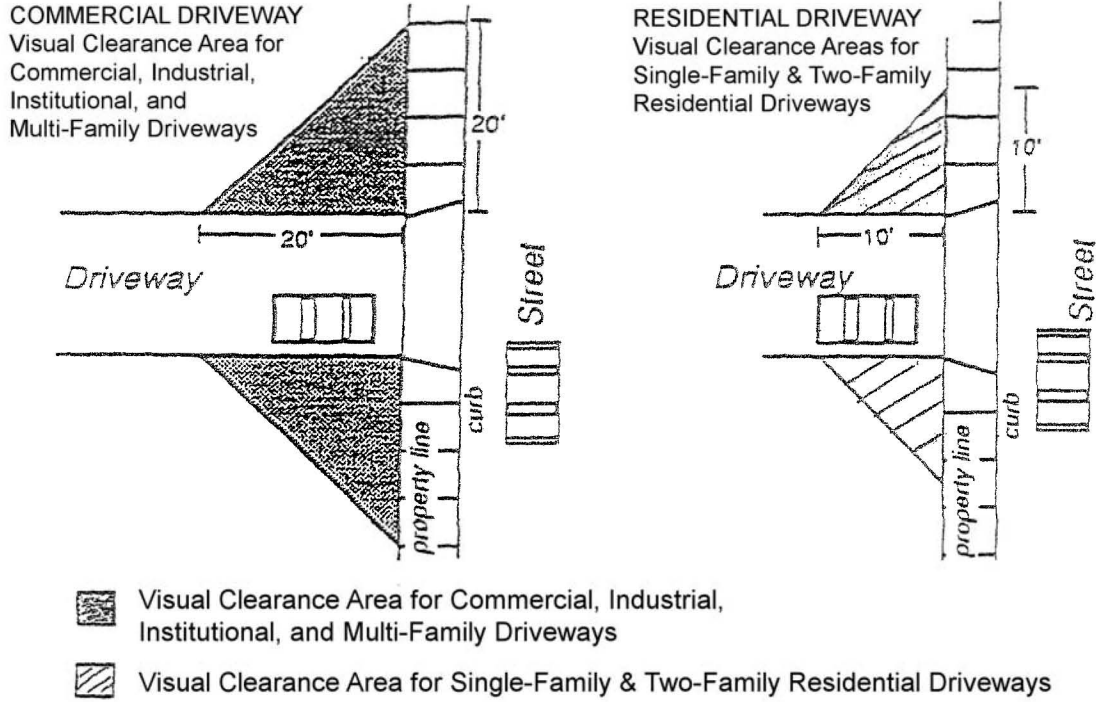 COMMERCIAL DRIVEWAY
Visual Clearance Area for
Commercial, Industrial,
Institutional, and
Multi-Family Driveways
20'
20'
Driveway
Street
curb
property line
RESIDENTIAL DRIVEWAY
Visual Clearance Areas for
Single-Family & Two-Family
Residential Driveways
10'
10'
Driveway
Street
curb
property line
Visual Clearance Area for Commercial, Industrial,
Institutional, and Multi-Family Driveways
Visual Clearance Area for Single-Family & Two-Family Residential Driveways